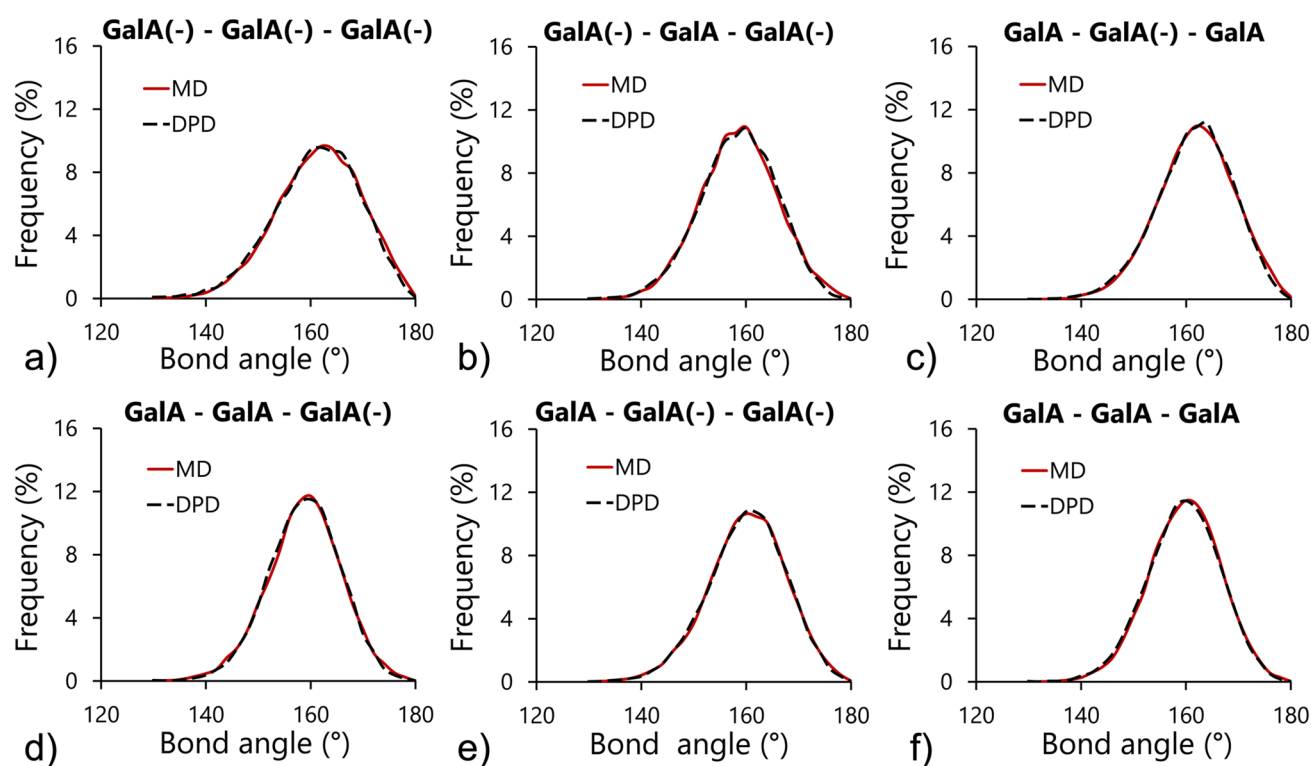 GalA(-) - GalA(-) - GalA(-)
16
12
8
4
0
Frequency (%)
MD
DPD
120 140 160 180
Bond angle (°)
a)
GalA(-) - GalA - GalA(-)
16
12
8
4
0
Frequency (%)
MD
DPD
120 140 160 180
Bond angle (°)
b)
GalA - GalA(-) - GalA
16
12
8
4
0
Frequency (%)
MD
DPD
120 140 160 180
Bond angle (°)
c)
GalA - GalA - GalA(-)
16
12
8
4
0
Frequency (%)
MD
DPD
120 140 160 180
Bond angle (°)
d)
GalA - GalA(-) - GalA(-)
16
12
8
4
0
Frequency (%)
MD
DPD
120 140 160 180
Bond angle (°)
e)
GalA - GalA - GalA
16
12
8
4
0
Frequency (%)
MD
DPD
120 140 160 180
Bond angle (°)
f)